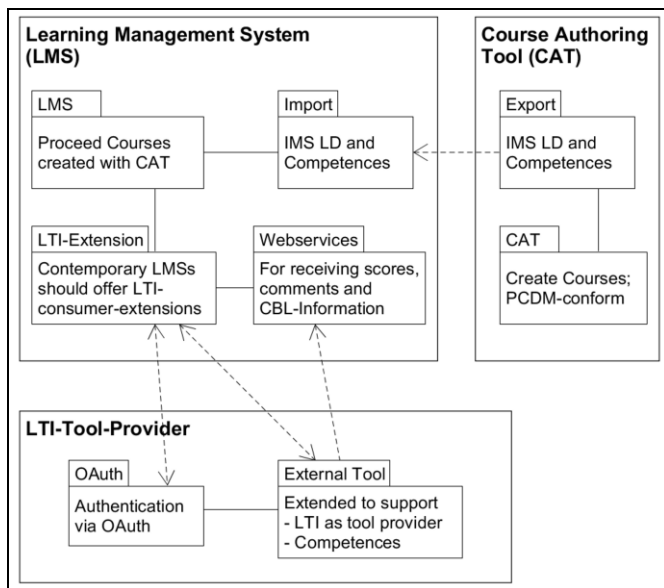 Learning Management System
(LMS)
LMS
Proceed Courses
created with CAT
Import
IMS LD and
Competences
LTI-Extension
Contemporary LMSs
should offer LTI-
consumer-extensions
Webservices
For receiving scores,
comments and
CBL-Information
Course Authoring
Tool (CAT)
Export
IMS LD and
Competences
CAT
Create Courses;
PCDM-conform
LTI-Tool-Provider
OAuth
Authentication
via OAuth
External Tool
Extended to support
- LTI as tool provider
- Competences